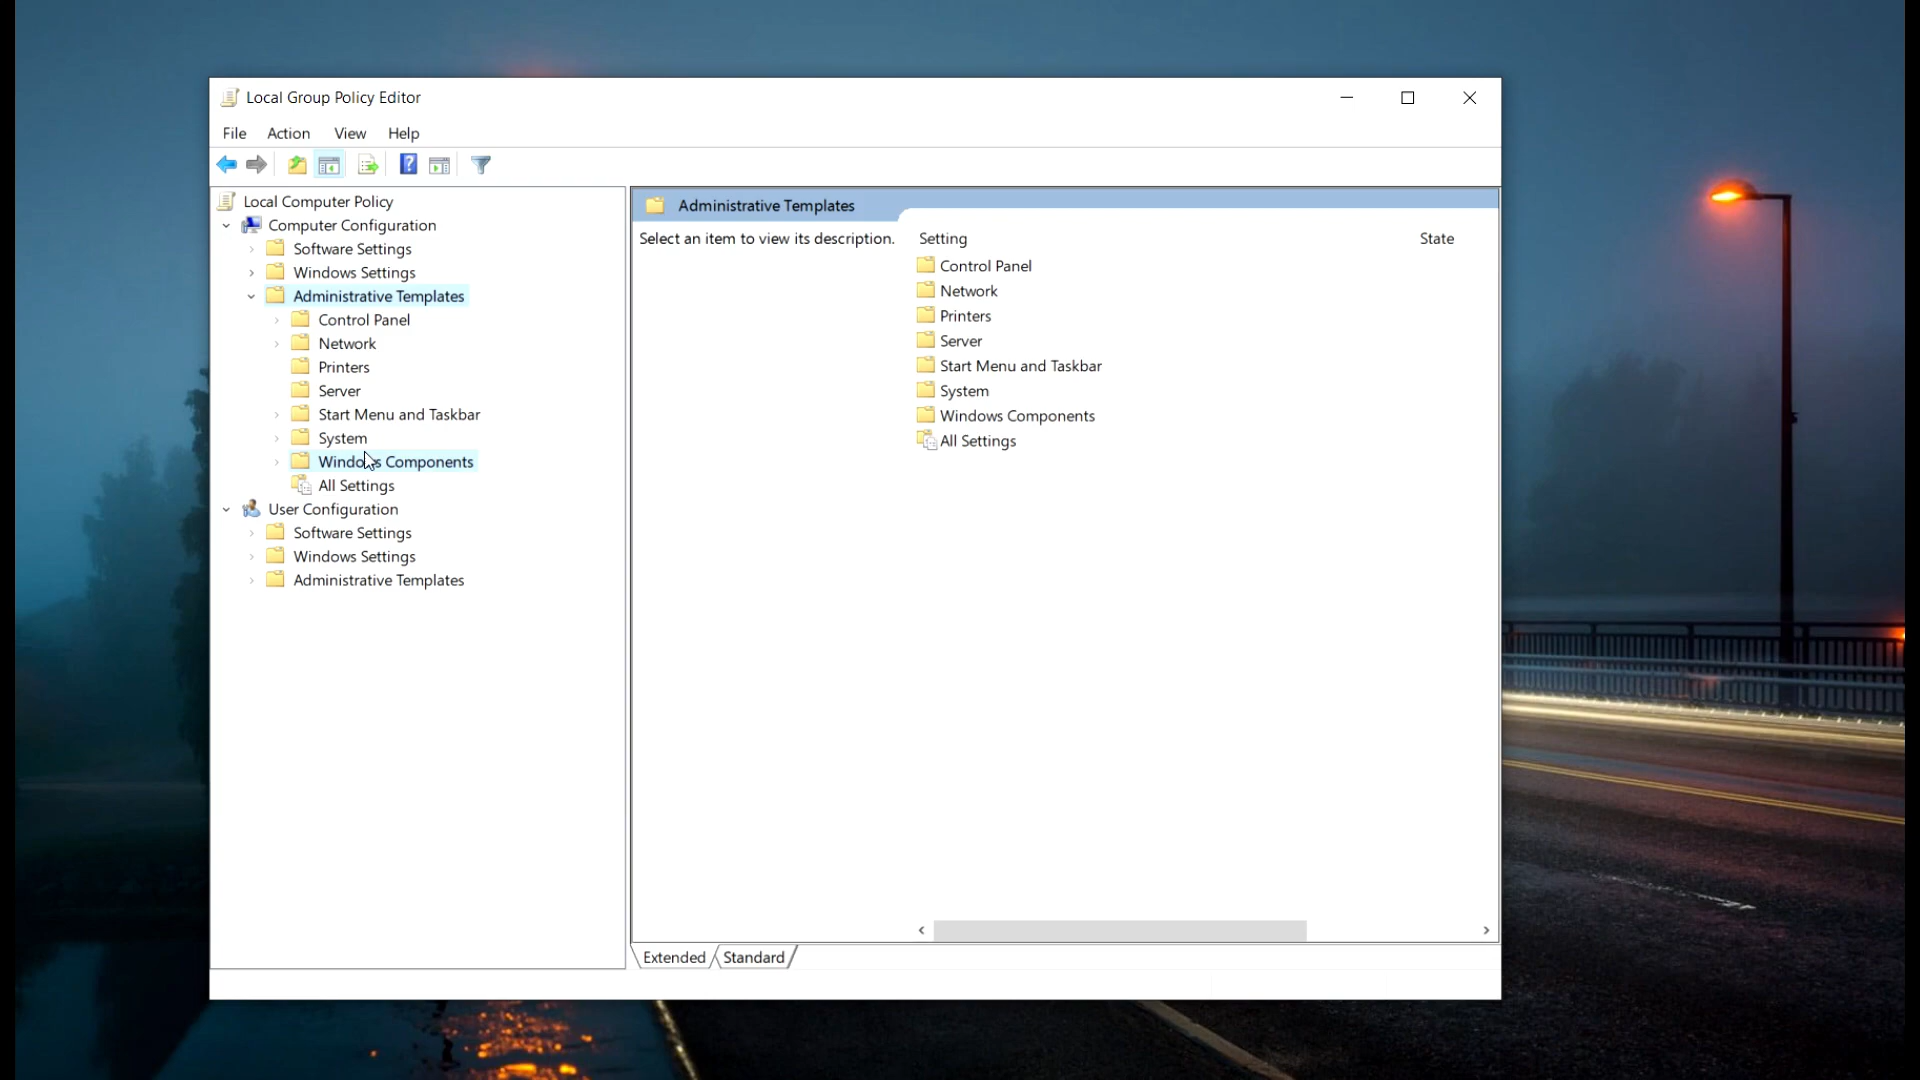 Local Group Policy Editor
File Action View Help
Local Computer Policy
Computer Configuration
Software Settings
Windows Settings
Administrative Templates
Control Panel
Network
Printers
Server
Start Menu and Taskbar
System
Windows Components
All Settings
User Configuration
Software Settings
Windows Settings
Administrative Templates
Administrative Templates
Select an item to view its description.
Setting State
Control Panel
Network
Printers
Server
Start Menu and Taskbar
System
Windows Components
All Settings
Extended Standard